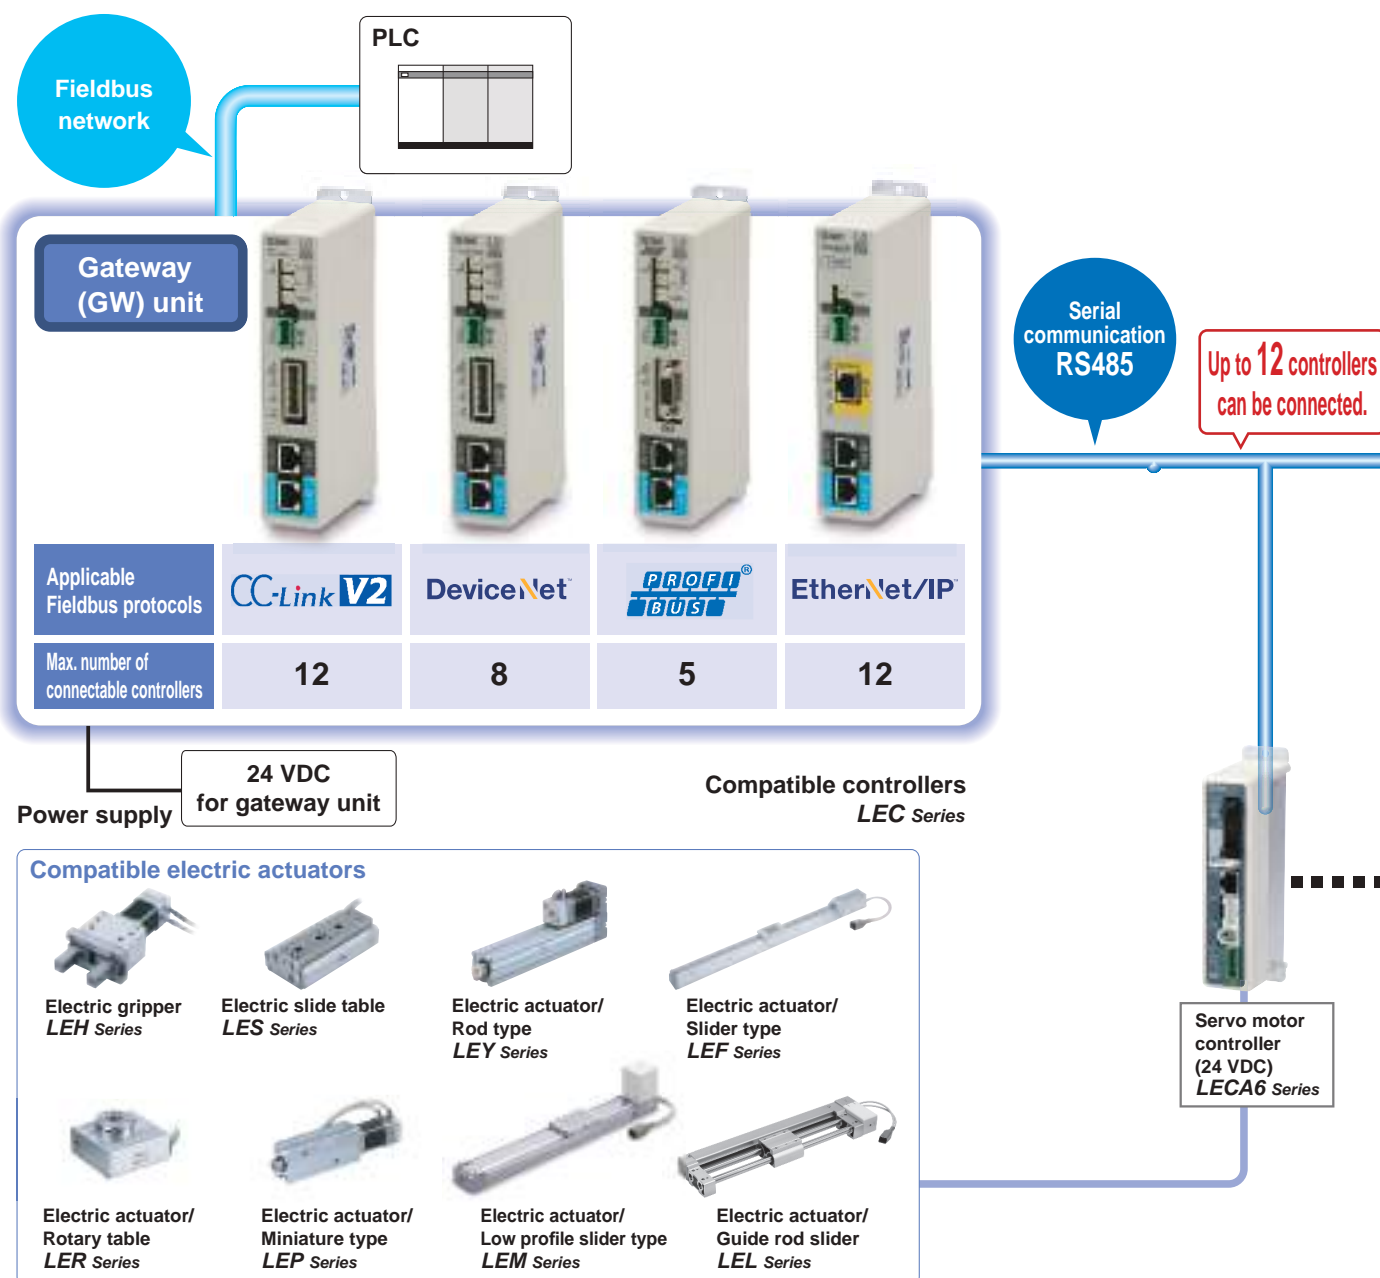 PLC
Fieldbus
network
Gateway
(GW) unit
Serial
communication
RS485
Up to 12 controllers
can be connected.
Applicable
Fieldbus protocols
CC-Link V2
DeviceNet™
PROFI
BUS®
EtherNet/IP™
Max. number of
connectable controllers
12
8
5
12
24 VDC
for gateway unit
Power supply
Compatible controllers
LEC Series
Compatible electric actuators
Electric gripper
LEH Series
Electric slide table
LES Series
Electric actuator/
Rod type
LEY Series
Electric actuator/
Slider type
LEF Series
Servo motor
controller
(24 VDC)
LECA6 Series
Electric actuator/
Rotary table
LER Series
Electric actuator/
Miniature type
LEP Series
Electric actuator/
Low profile slider type
LEM Series
Electric actuator/
Guide rod slider
LEL Series